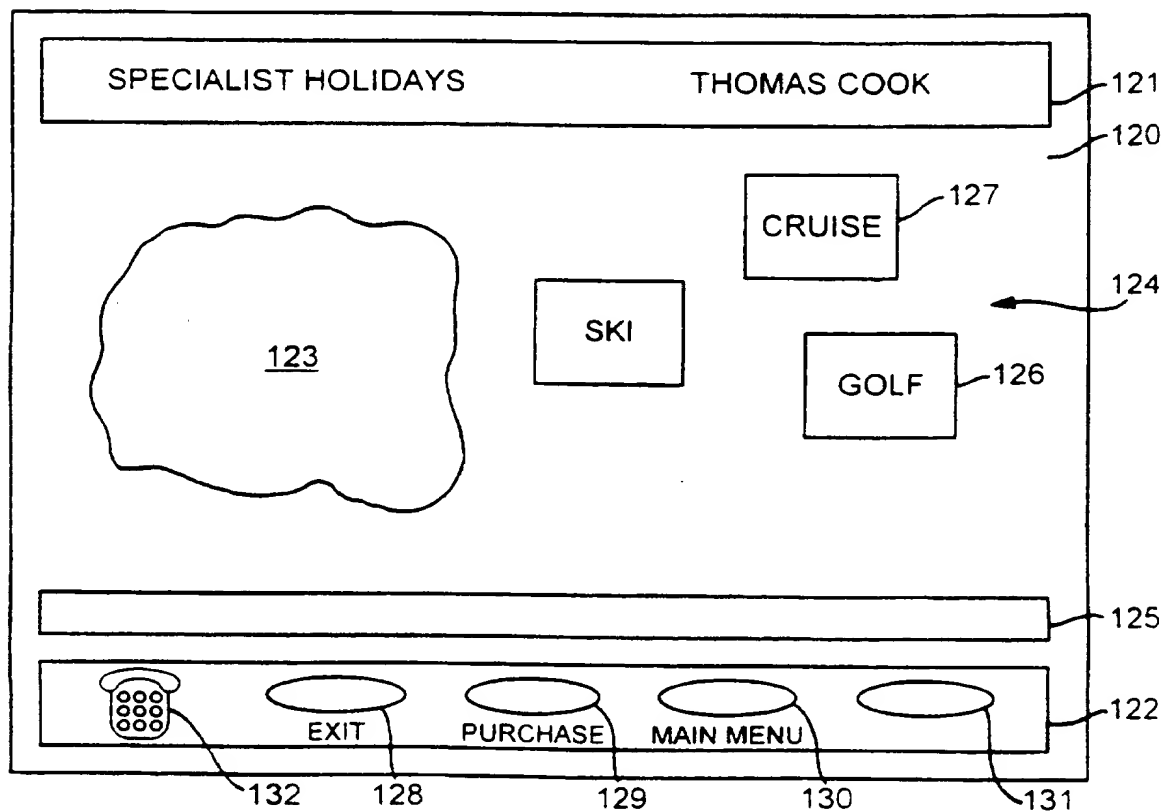 SPECIALIST HOLIDAYS THOMAS COOK
121
120
127
CRUISE
124
SKI
123
126
GOLF
125
122
EXIT PURCHASE MAIN MENU
132 128 129 130 131